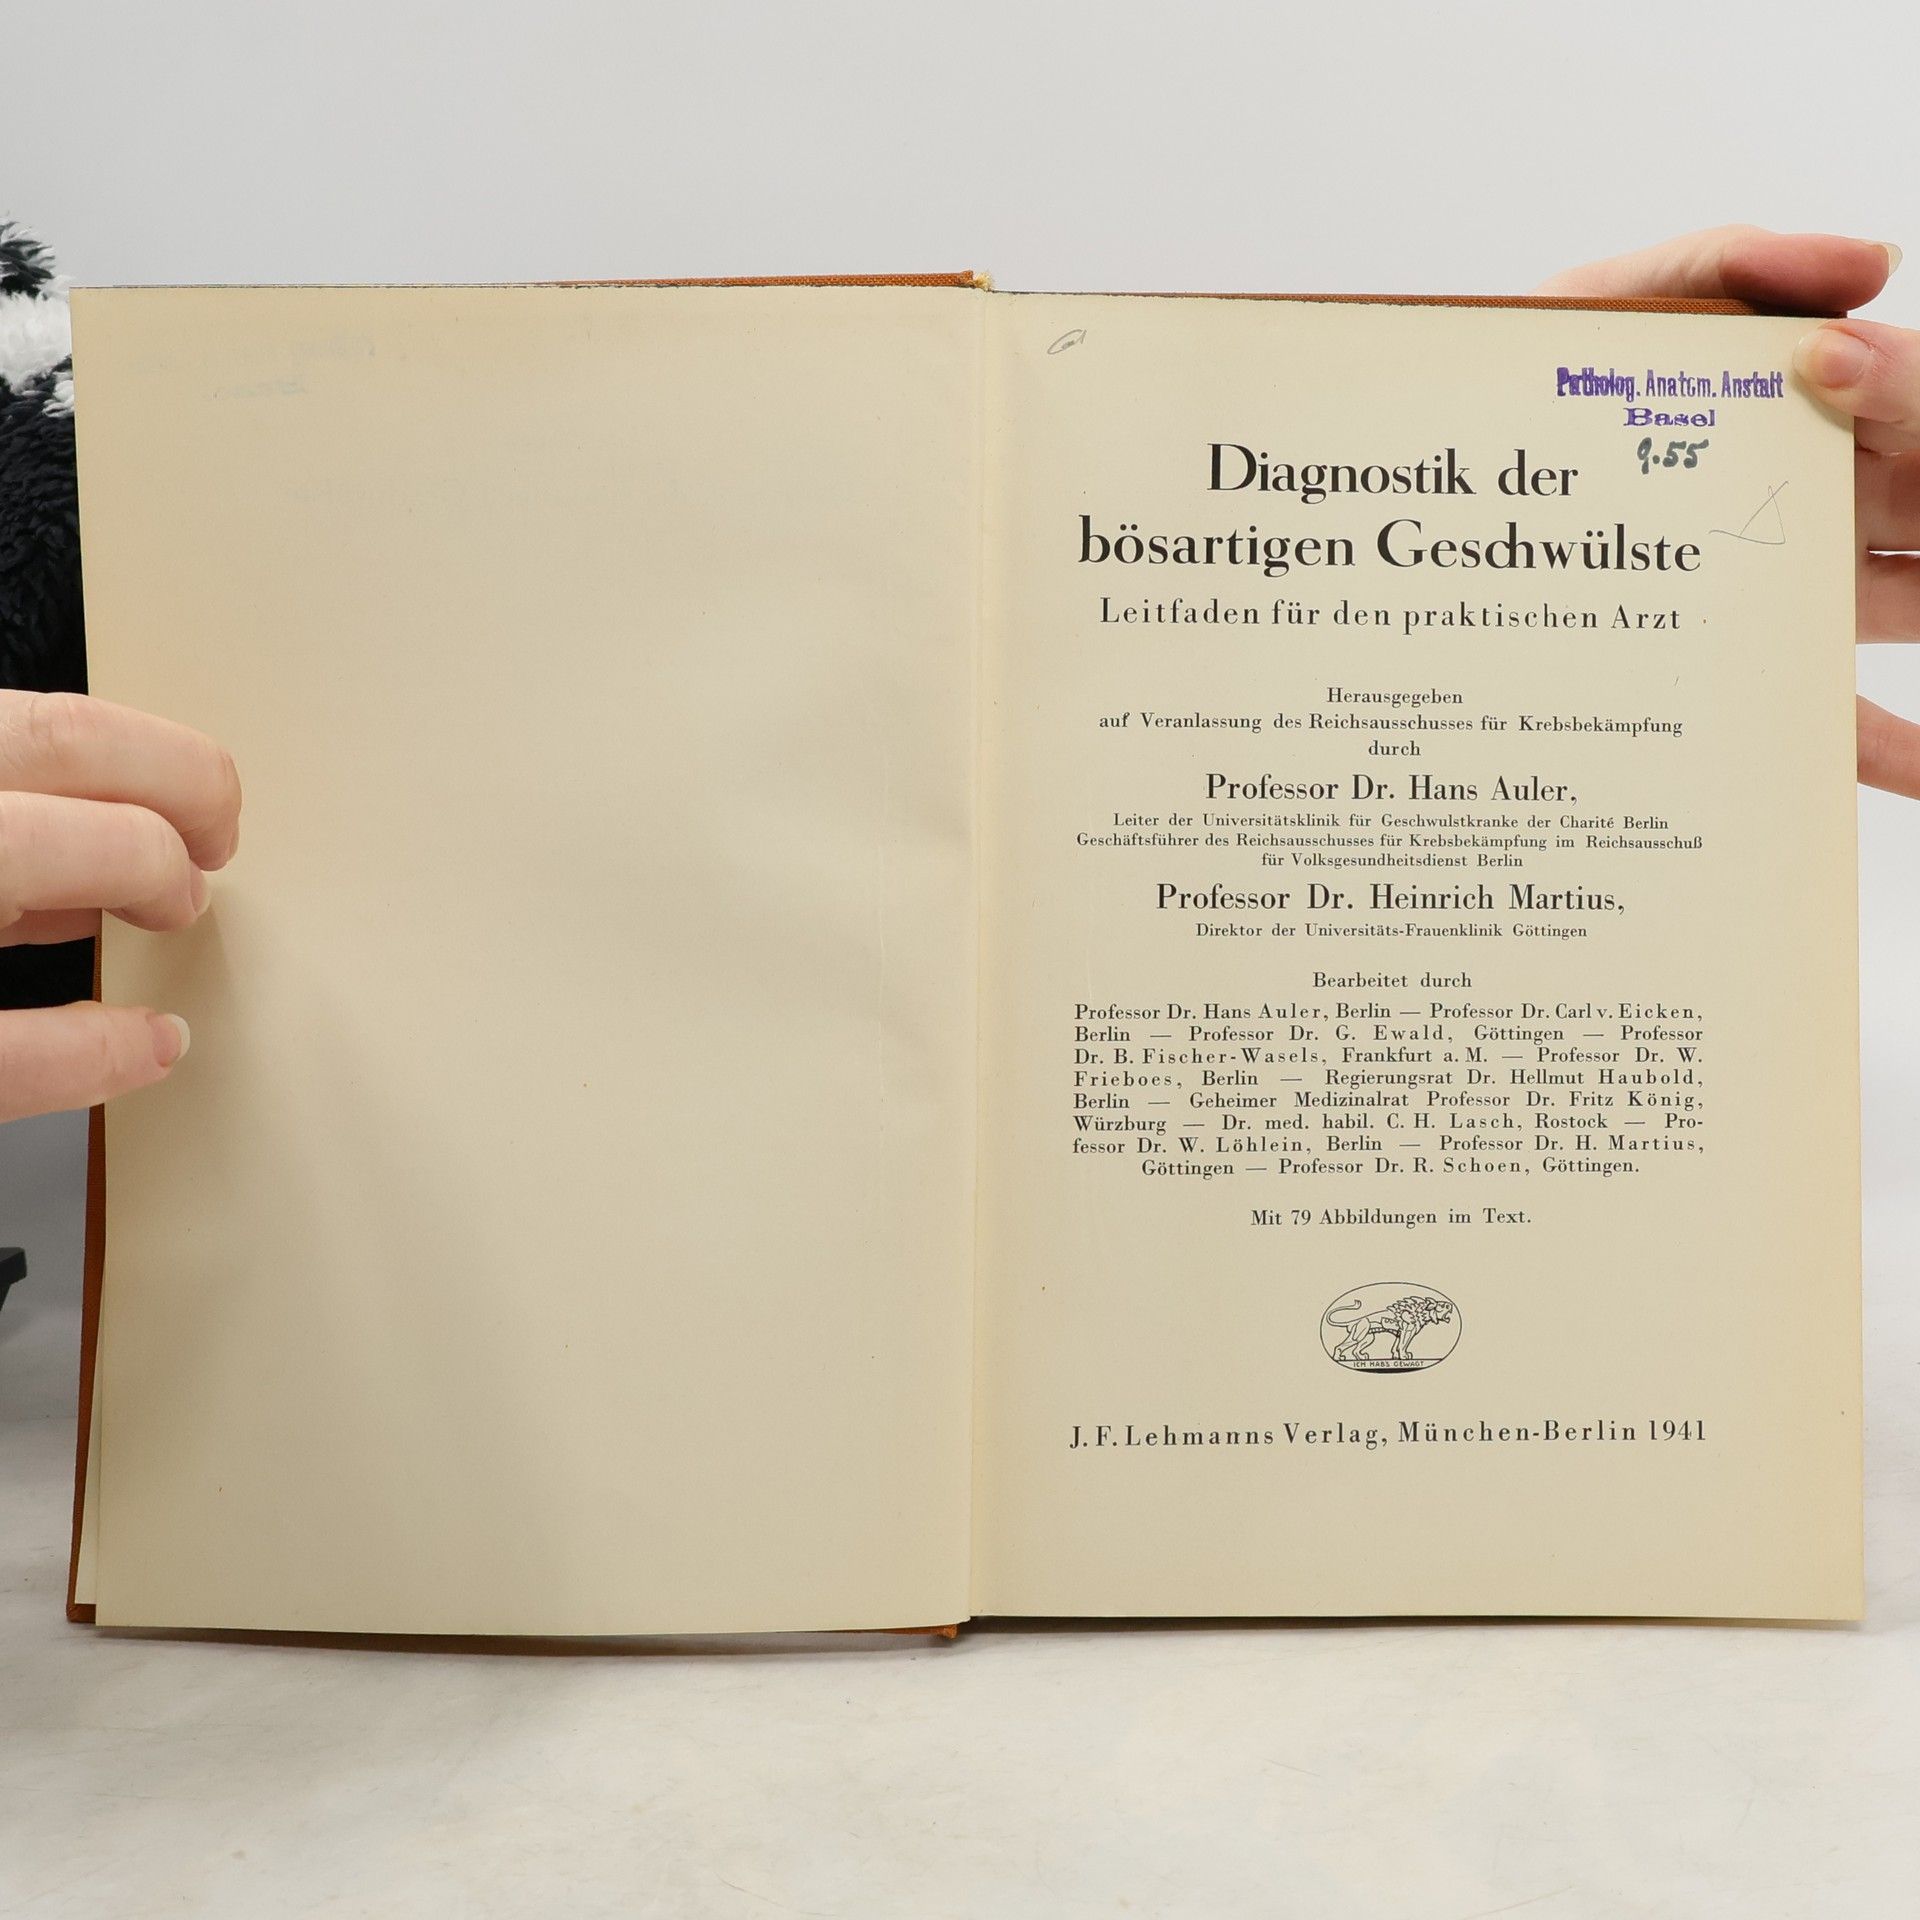 Patholog. Anatom. Anstalt
Basel
9.55
Diagnostik der
bösartigen Geschwülste
Leitfaden für den praktischen Arzt
Herausgegeben
auf Veranlassung des Reichsausschusses für Krebsbekämpfung
durch
Professor Dr. Hans Auler,
Leiter der Universitätsklinik für Geschwulstkranke der Charité Berlin
Geschäftsführer des Reichsausschusses für Krebsbekämpfung im Reichsausschuß
für Volksgesundheitsdienst Berlin
Professor Dr. Heinrich Martius,
Direktor der Universitäts-Frauenklinik Göttingen
Bearbeitet durch
Professor Dr. Hans Auler, Berlin — Professor Dr. Carl v. Eicken,
Berlin — Professor Dr. G. Ewald, Göttingen — Professor
Dr. B. Fischer-Wasels, Frankfurt a. M. — Professor Dr. W.
Frieboes, Berlin — Regierungsrat Dr. Hellmut Haubold,
Berlin — Geheimer Medizinalrat Professor Dr. Fritz König,
Würzburg — Dr. med. habil. C. H. Lasch, Rostock — Pro-
fessor Dr. W. Löhlein, Berlin — Professor Dr. H. Martius,
Göttingen — Professor Dr. R. Schoen, Göttingen.
Mit 79 Abbildungen im Text.
ICH HAB'S GEWAGT
J. F. Lehmanns Verlag, München-Berlin 1941